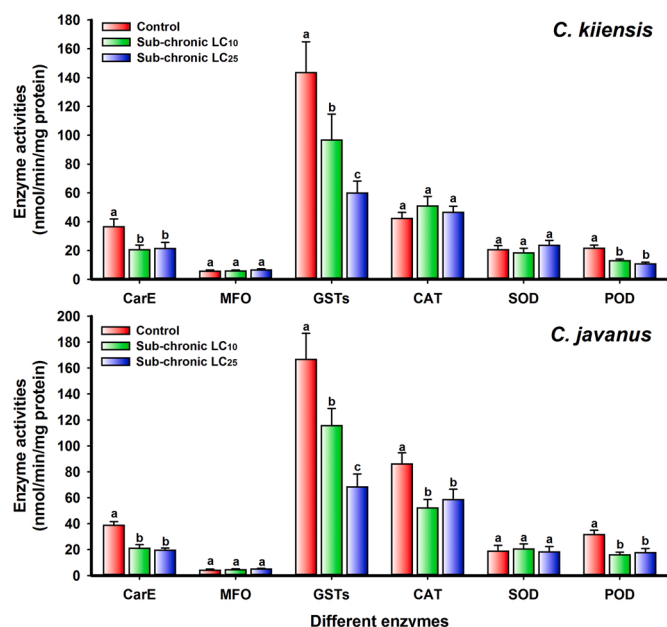 C. kiiensis
Control
Sub-chronic LC10
Sub-chronic LC25
Enzyme activities
(nmol/min/mg protein)
180
160
140
120
100
80
60
40
20
0
a b b
a a a
a b c
a a a
a a a
a b b
CarE MFO GSTs CAT SOD POD
C. javanus
Control
Sub-chronic LC10
Sub-chronic LC25
Enzyme activities
(nmol/min/mg protein)
200
180
160
140
120
100
80
60
40
20
0
a b b
a a a
a b c
a b b
a a a
a b b
CarE MFO GSTs CAT SOD POD
Different enzymes